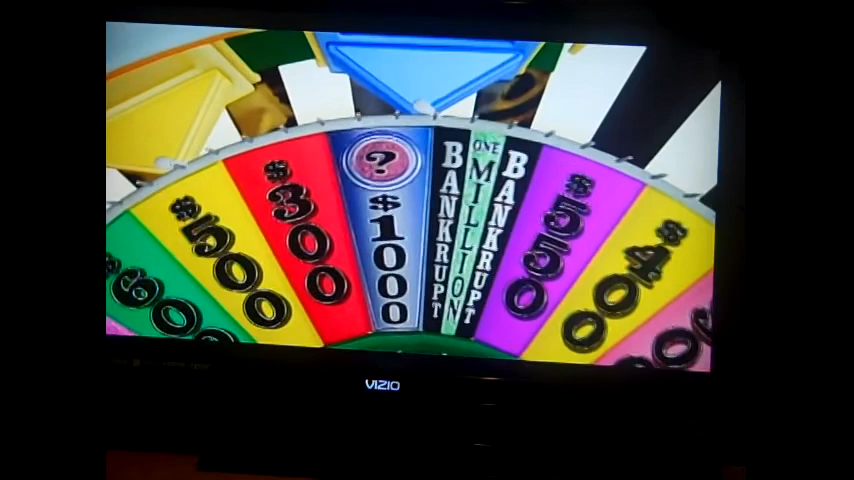 $500
$300
?
$1000
BANKRUPT
ONE MILLION
BANKRUPT
$550
$400
VIZIO